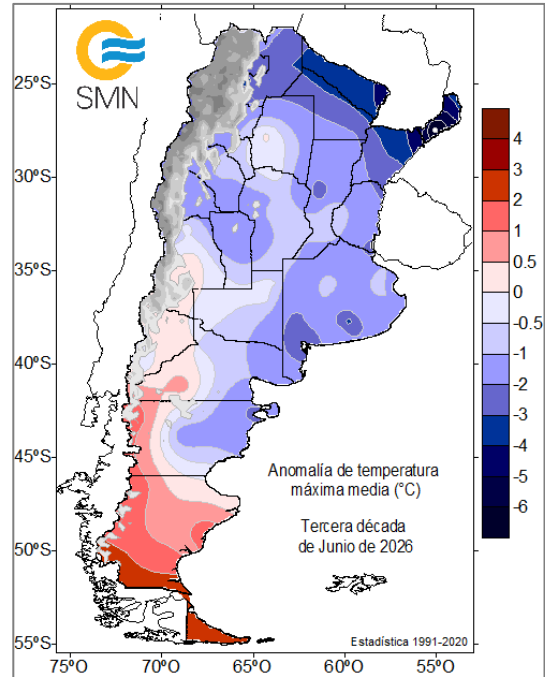 SMN
25ºS
30ºS
35ºS
40ºS
45ºS
50ºS
55ºS
75ºO
70ºO
65ºO
60ºO
55ºO
4
3
2
1
0.5
0
-0.5
-1
-2
-3
-4
-5
-6
Anomalía de temperatura
máxima media (°C)
Tercera década
de Junio de 2026
Estadística 1991-2020